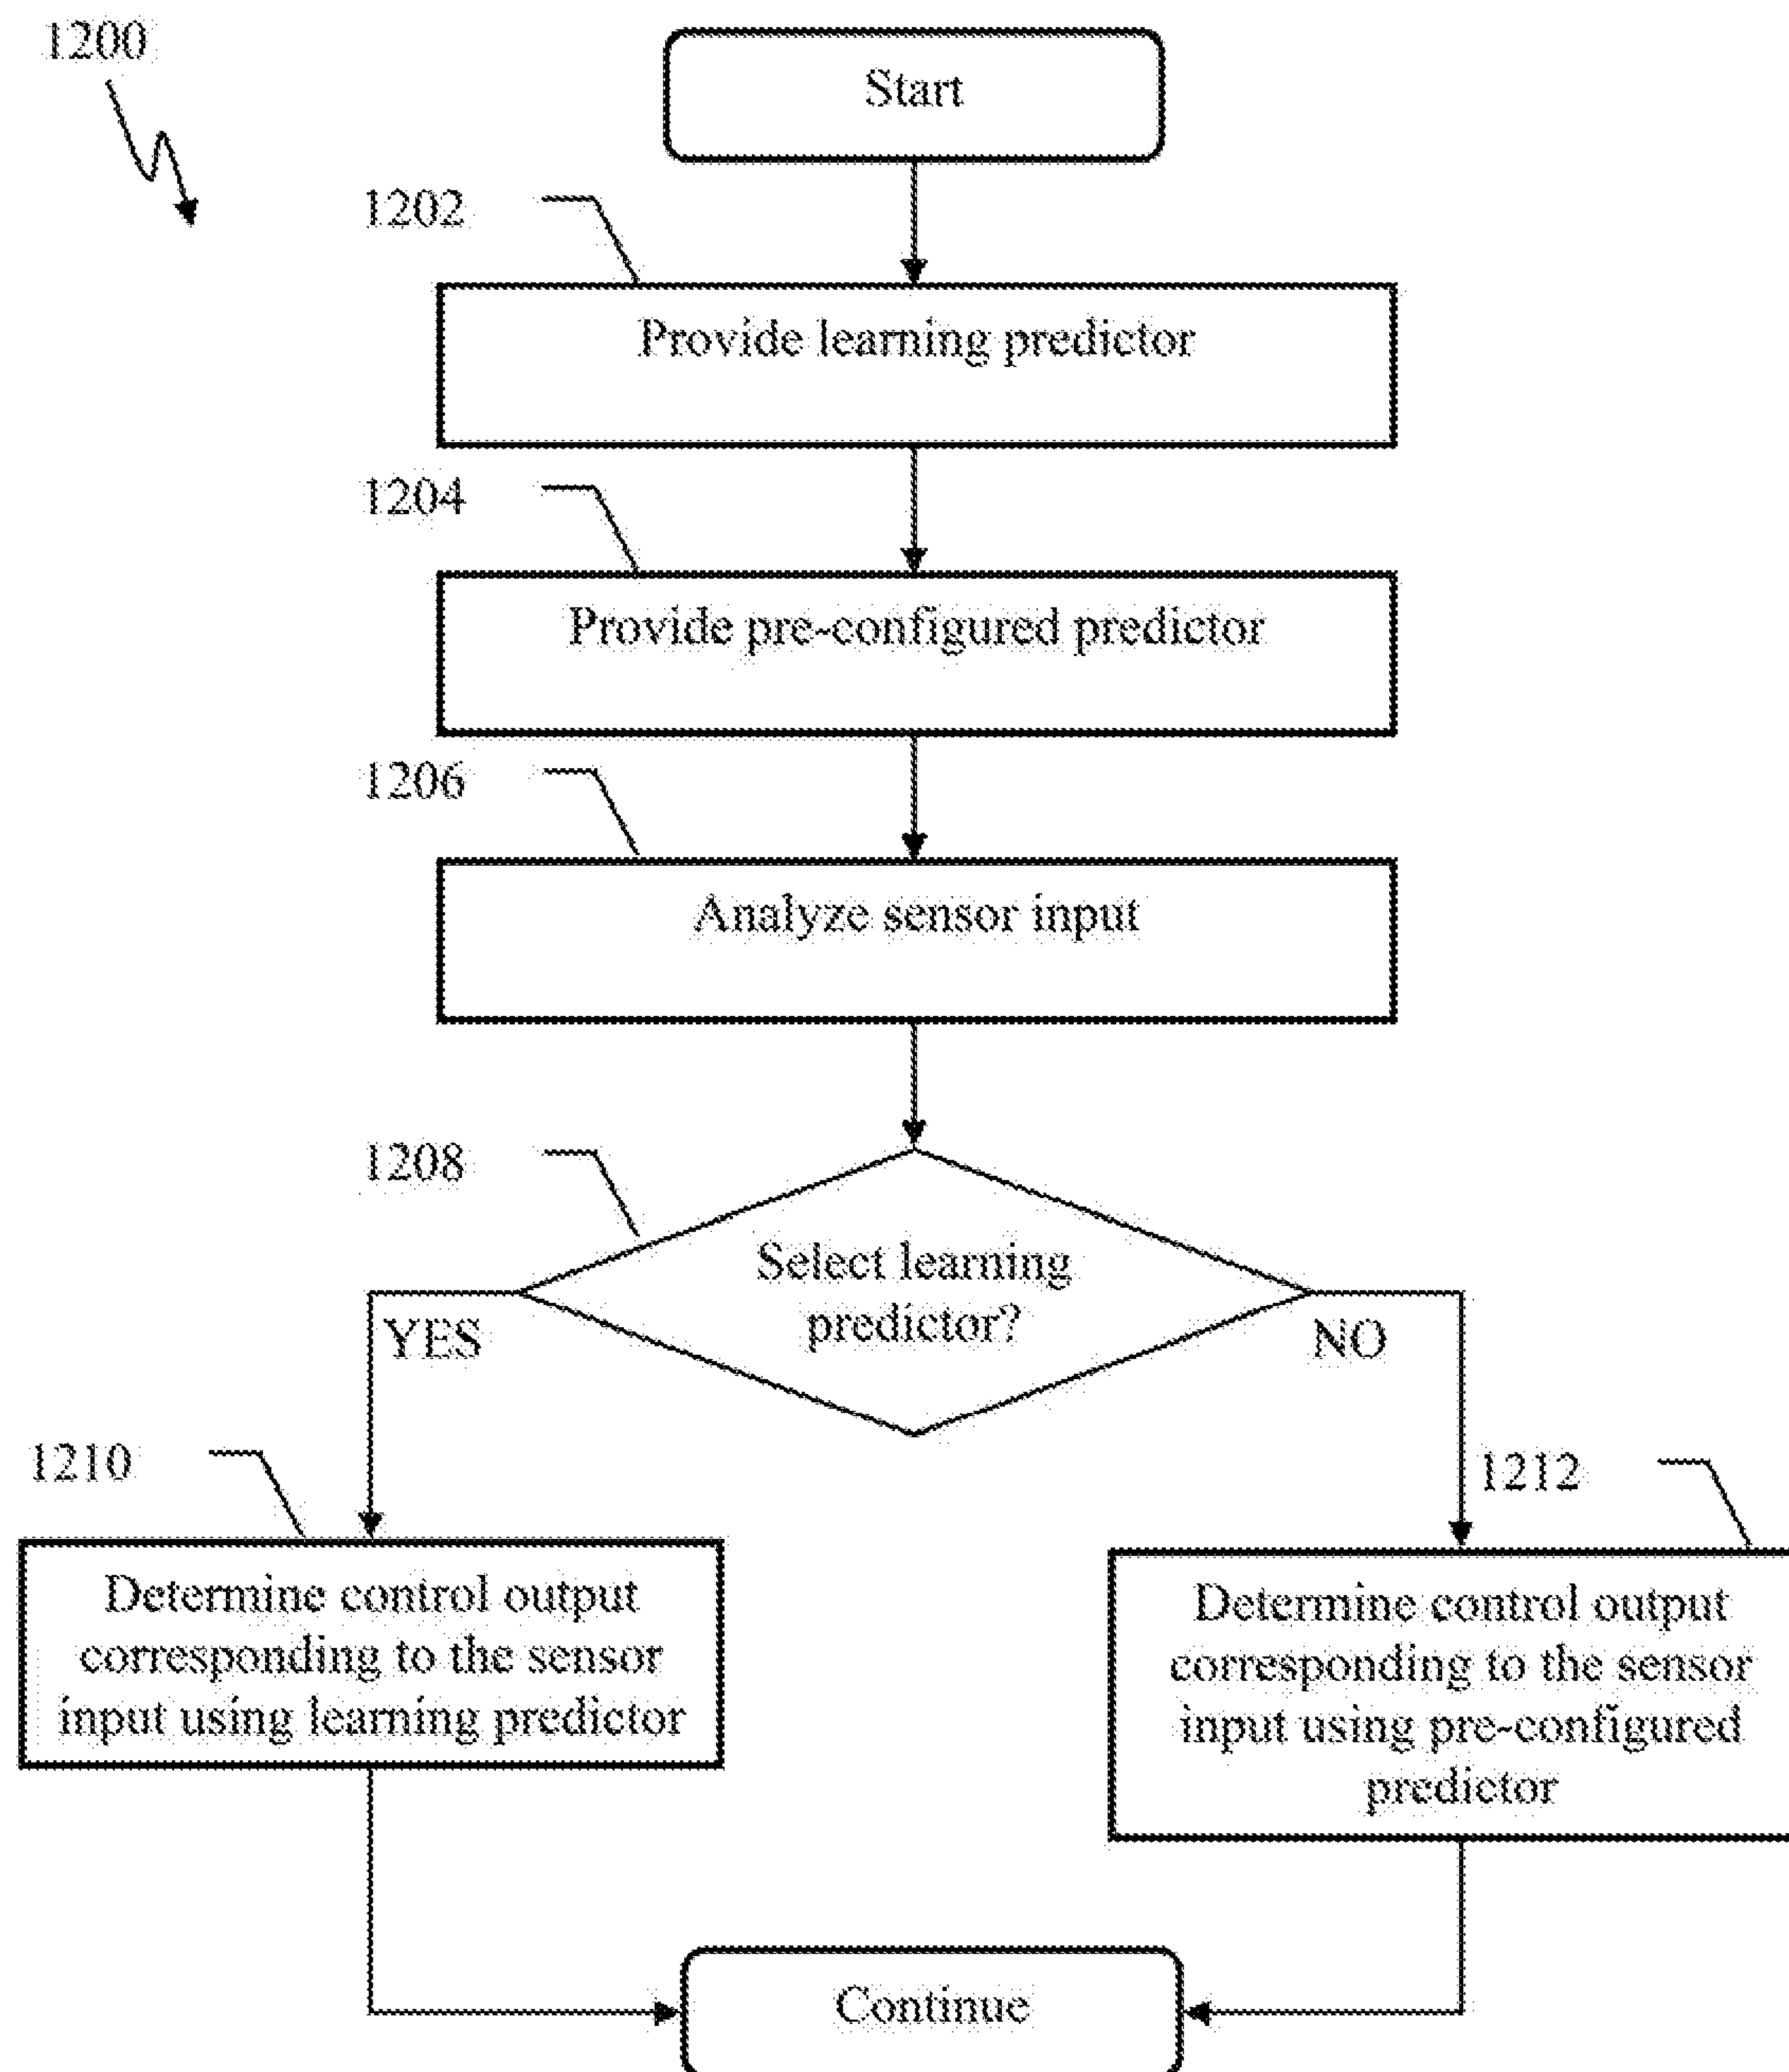 1200
Start
1202
Provide learning predictor
1204
Provide pre-configured predictor
1206
Analyze sensor input
1208
Select learning
predictor?
YES
NO
1210
1212
Determine control output
corresponding to the sensor
input using learning predictor
Determine control output
corresponding to the sensor
input using pre-configured
predictor
Continue